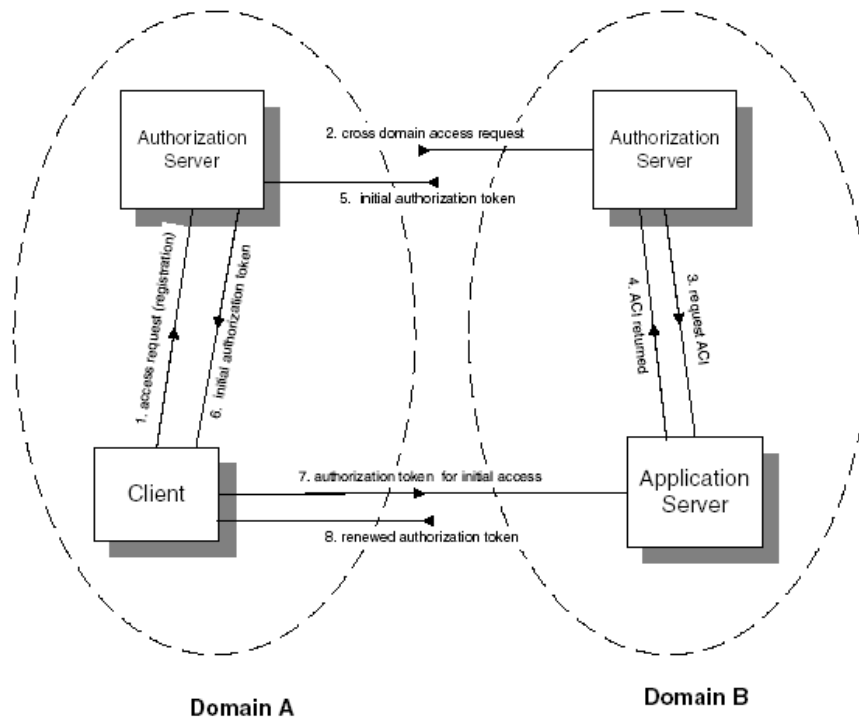 Authorization
Server
Authorization
Server
2. cross domain access request
5. initial authorization token
1. access request (registration)
6. initial authorization token
4. ACI returned
3. request ACI
Client
7. authorization token for initial access
Application
Server
8. renewed authorization token
Domain A
Domain B